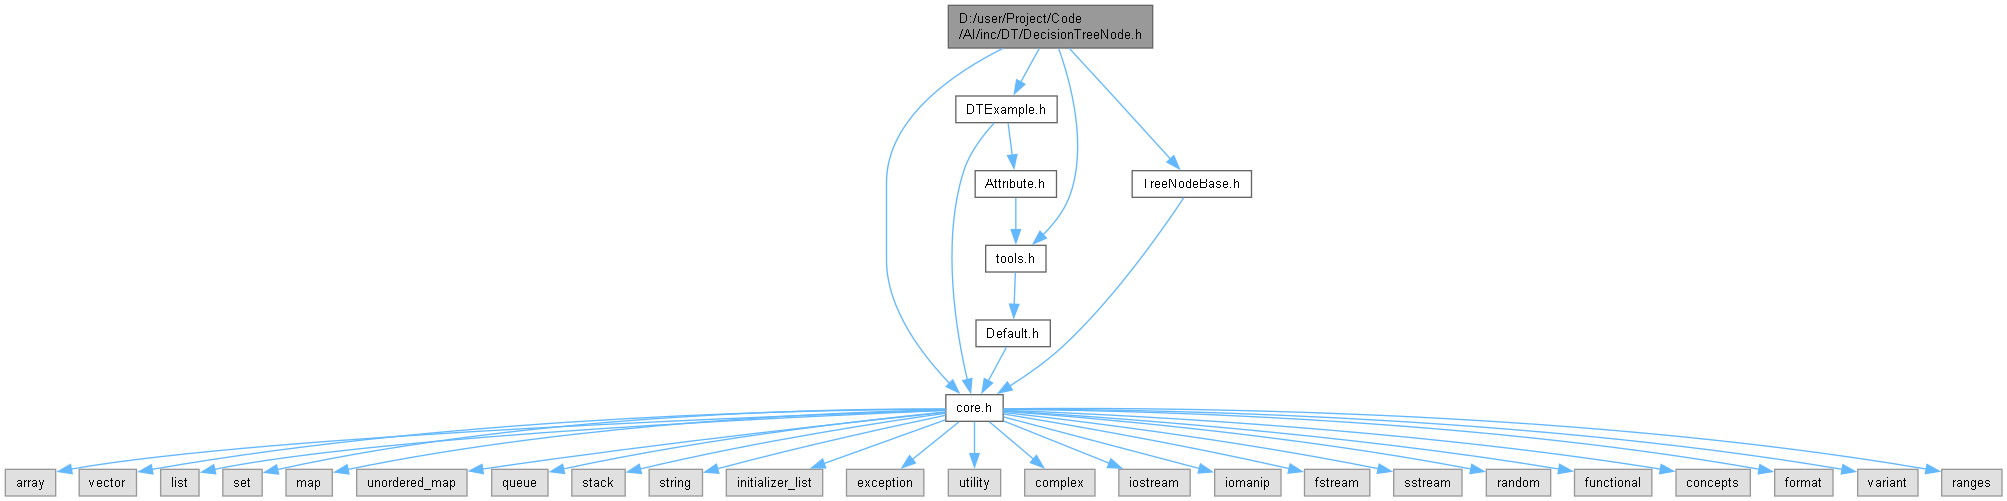 D:/user/Project/Code
/AI/inc/DT/DecisionTreeNode.h
DTExample.h
Attribute.h
TreeNodeBase.h
tools.h
Default.h
core.h
array
vector
list
set
map
unordered_map
queue
stack
string
initializer_list
exception
utility
complex
iostream
iomanip
fstream
sstream
random
functional
concepts
format
variant
ranges